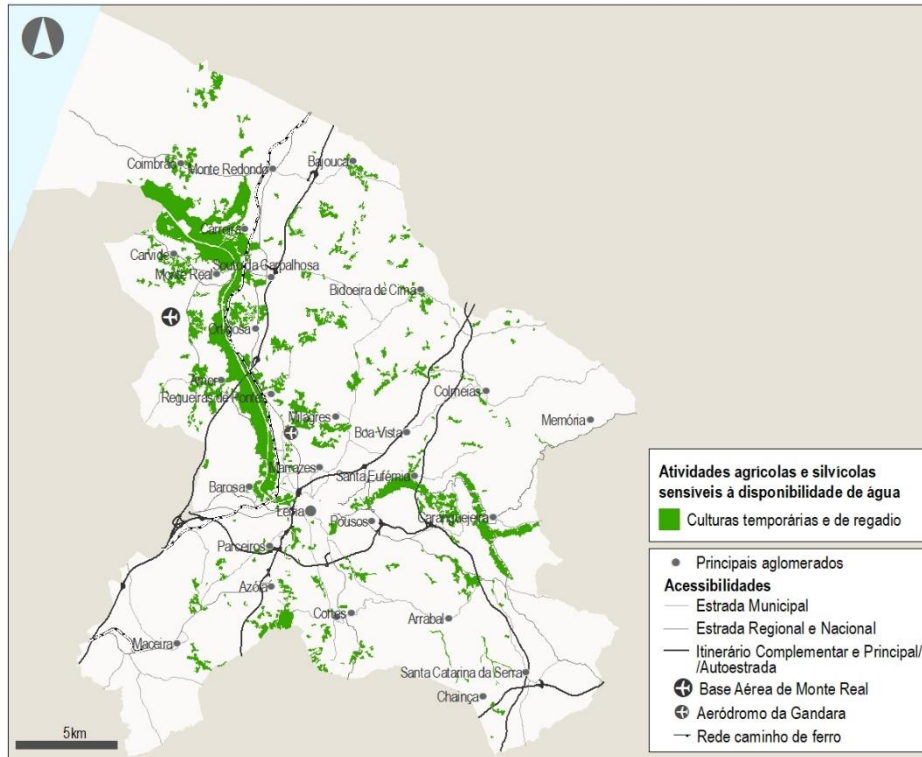 Coimbrão
Monte Redondo
Bajouca
Carreira
Carvide
Souto da Carpalhosa
Monte Real
Bidoeira de Cima
Ortigosa
Amor
Regueiras de Pontes
Colmeias
Milagres
Memória
Boa Vista
Marrazes
Santa Eufémia
Barosa
Leiria
Pousos
Caranguejeira
Parceiros
Azóia
Cortes
Arrabal
Maceira
Santa Catarina da Serra
Chainça
5km
Atividades agrícolas e silvícolas
sensíveis à disponibilidade de água
Culturas temporárias e de regadio
Principais aglomerados
Acessibilidades
Estrada Municipal
Estrada Regional e Nacional
Itinerário Complementar e Principal/
/Autoestrada
Base Aérea de Monte Real
Aeródromo da Gandara
Rede caminho de ferro